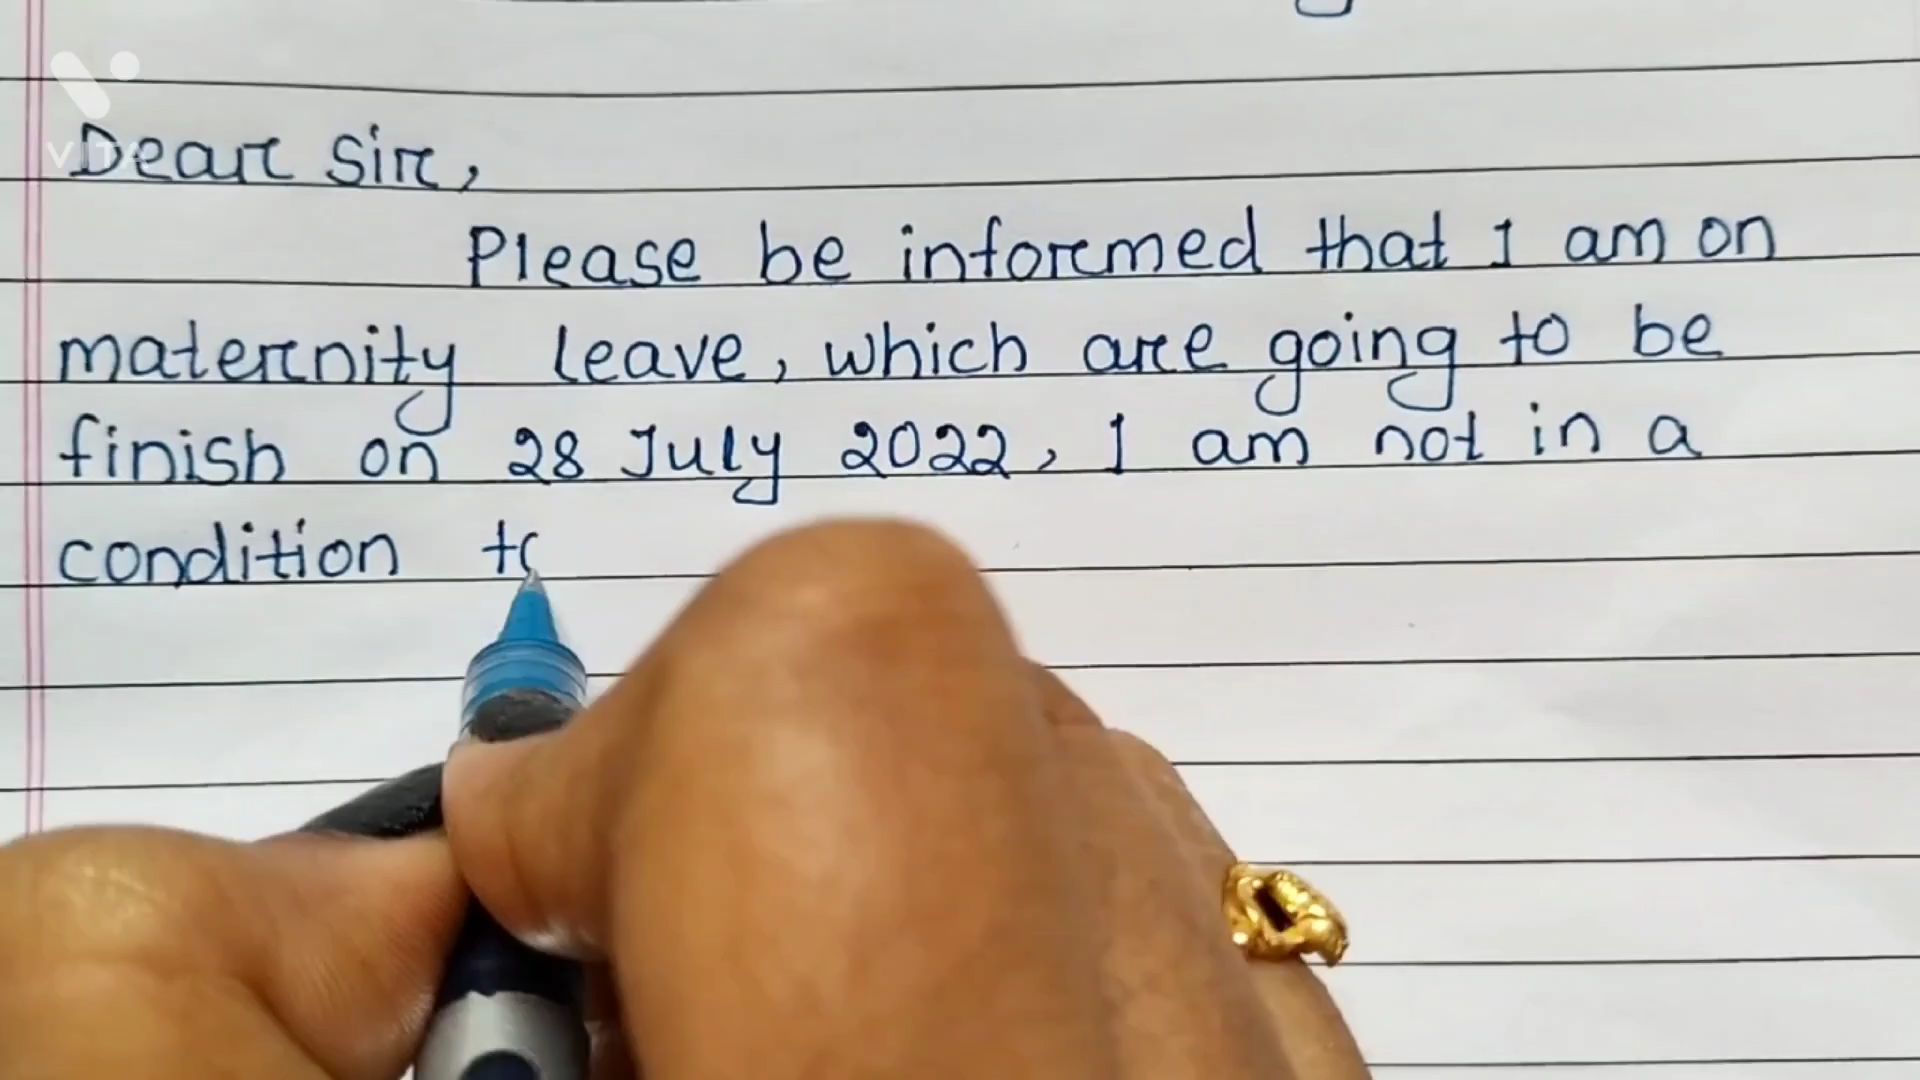 VITA
Dear Sir,
Please be informed that I am on
maternity leave, which are going to be
finish on 28 July 2022, I am not in a
condition